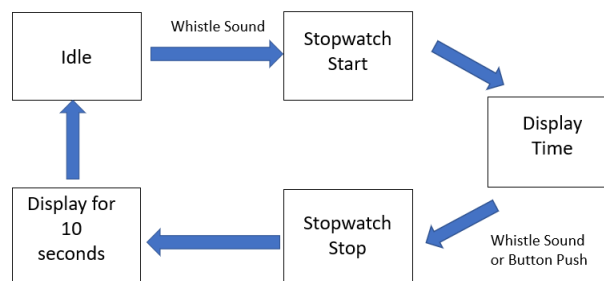 Idle
Whistle Sound
Stopwatch
Start
Display
Time
Whistle Sound
or Button Push
Stopwatch
Stop
Display for
10
seconds